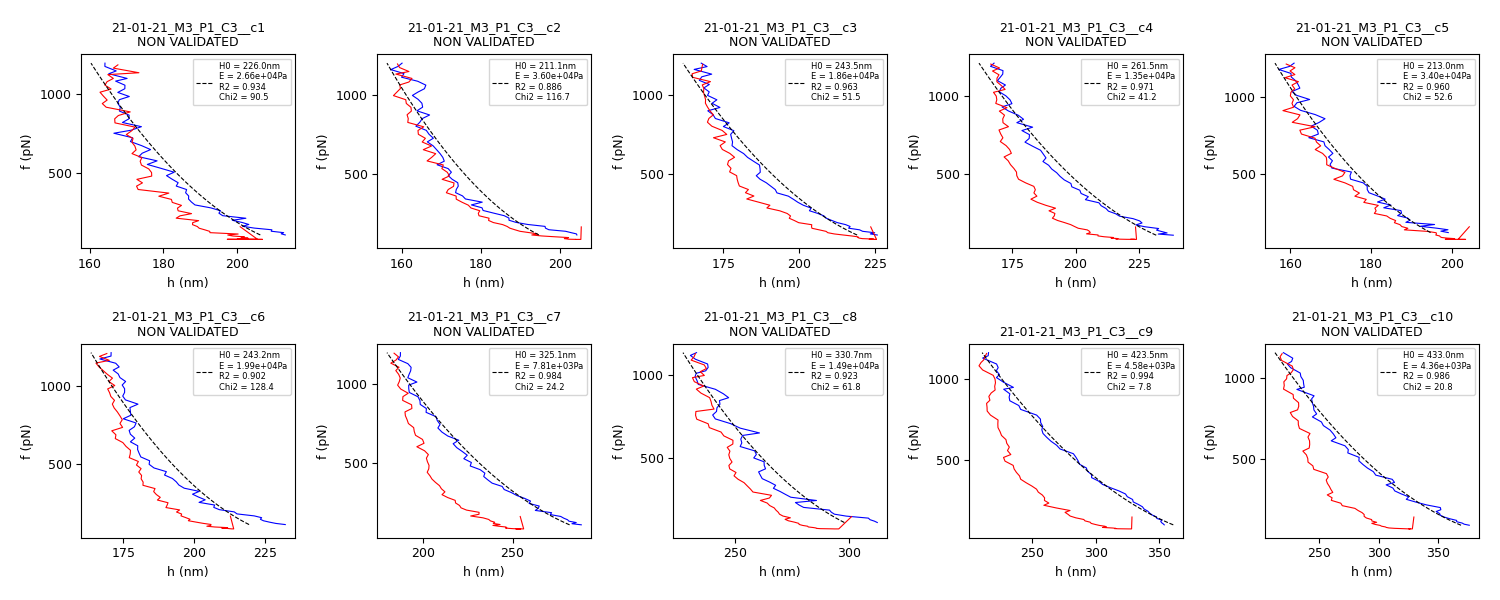 21-01-21_M3_P1_C3__c1
NON VALIDATED
H0 = 226.0nm
E = 2.66e+04Pa
R2 = 0.934
Chi2 = 90.5
f (pN)
1000
500
160 180 200
h (nm)
21-01-21_M3_P1_C3__c2
NON VALIDATED
H0 = 211.0nm
E = 3.60e+04Pa
R2 = 0.886
Chi2 = 116.7
f (pN)
1000
500
160 180 200
h (nm)
21-01-21_M3_P1_C3__c3
NON VALIDATED
H0 = 243.5nm
E = 1.86e+04Pa
R2 = 0.963
Chi2 = 51.5
f (pN)
1000
500
175 200 225
h (nm)
21-01-21_M3_P1_C3__c4
NON VALIDATED
H0 = 261.5nm
E = 1.35e+04Pa
R2 = 0.971
Chi2 = 41.2
f (pN)
1000
500
175 200 225
h (nm)
21-01-21_M3_P1_C3__c5
NON VALIDATED
H0 = 213.0nm
E = 3.40e+04Pa
R2 = 0.960
Chi2 = 52.6
f (pN)
1000
500
160 180 200
h (nm)
21-01-21_M3_P1_C3__c6
NON VALIDATED
H0 = 243.2nm
E = 1.99e+04Pa
R2 = 0.902
Chi2 = 128.4
f (pN)
1000
500
175 200 225
h (nm)
21-01-21_M3_P1_C3__c7
NON VALIDATED
H0 = 325.1nm
E = 7.81e+03Pa
R2 = 0.984
Chi2 = 24.2
f (pN)
1000
500
200 250
h (nm)
21-01-21_M3_P1_C3__c8
NON VALIDATED
H0 = 330.7nm
E = 1.49e+04Pa
R2 = 0.923
Chi2 = 61.8
f (pN)
1000
500
250 300
h (nm)
21-01-21_M3_P1_C3__c9
H0 = 423.5nm
E = 4.58e+03Pa
R2 = 0.994
Chi2 = 7.8
f (pN)
1000
500
250 300 350
h (nm)
21-01-21_M3_P1_C3__c10
NON VALIDATED
H0 = 433.0nm
E = 4.36e+03Pa
R2 = 0.986
Chi2 = 20.8
f (pN)
1000
500
250 300 350
h (nm)